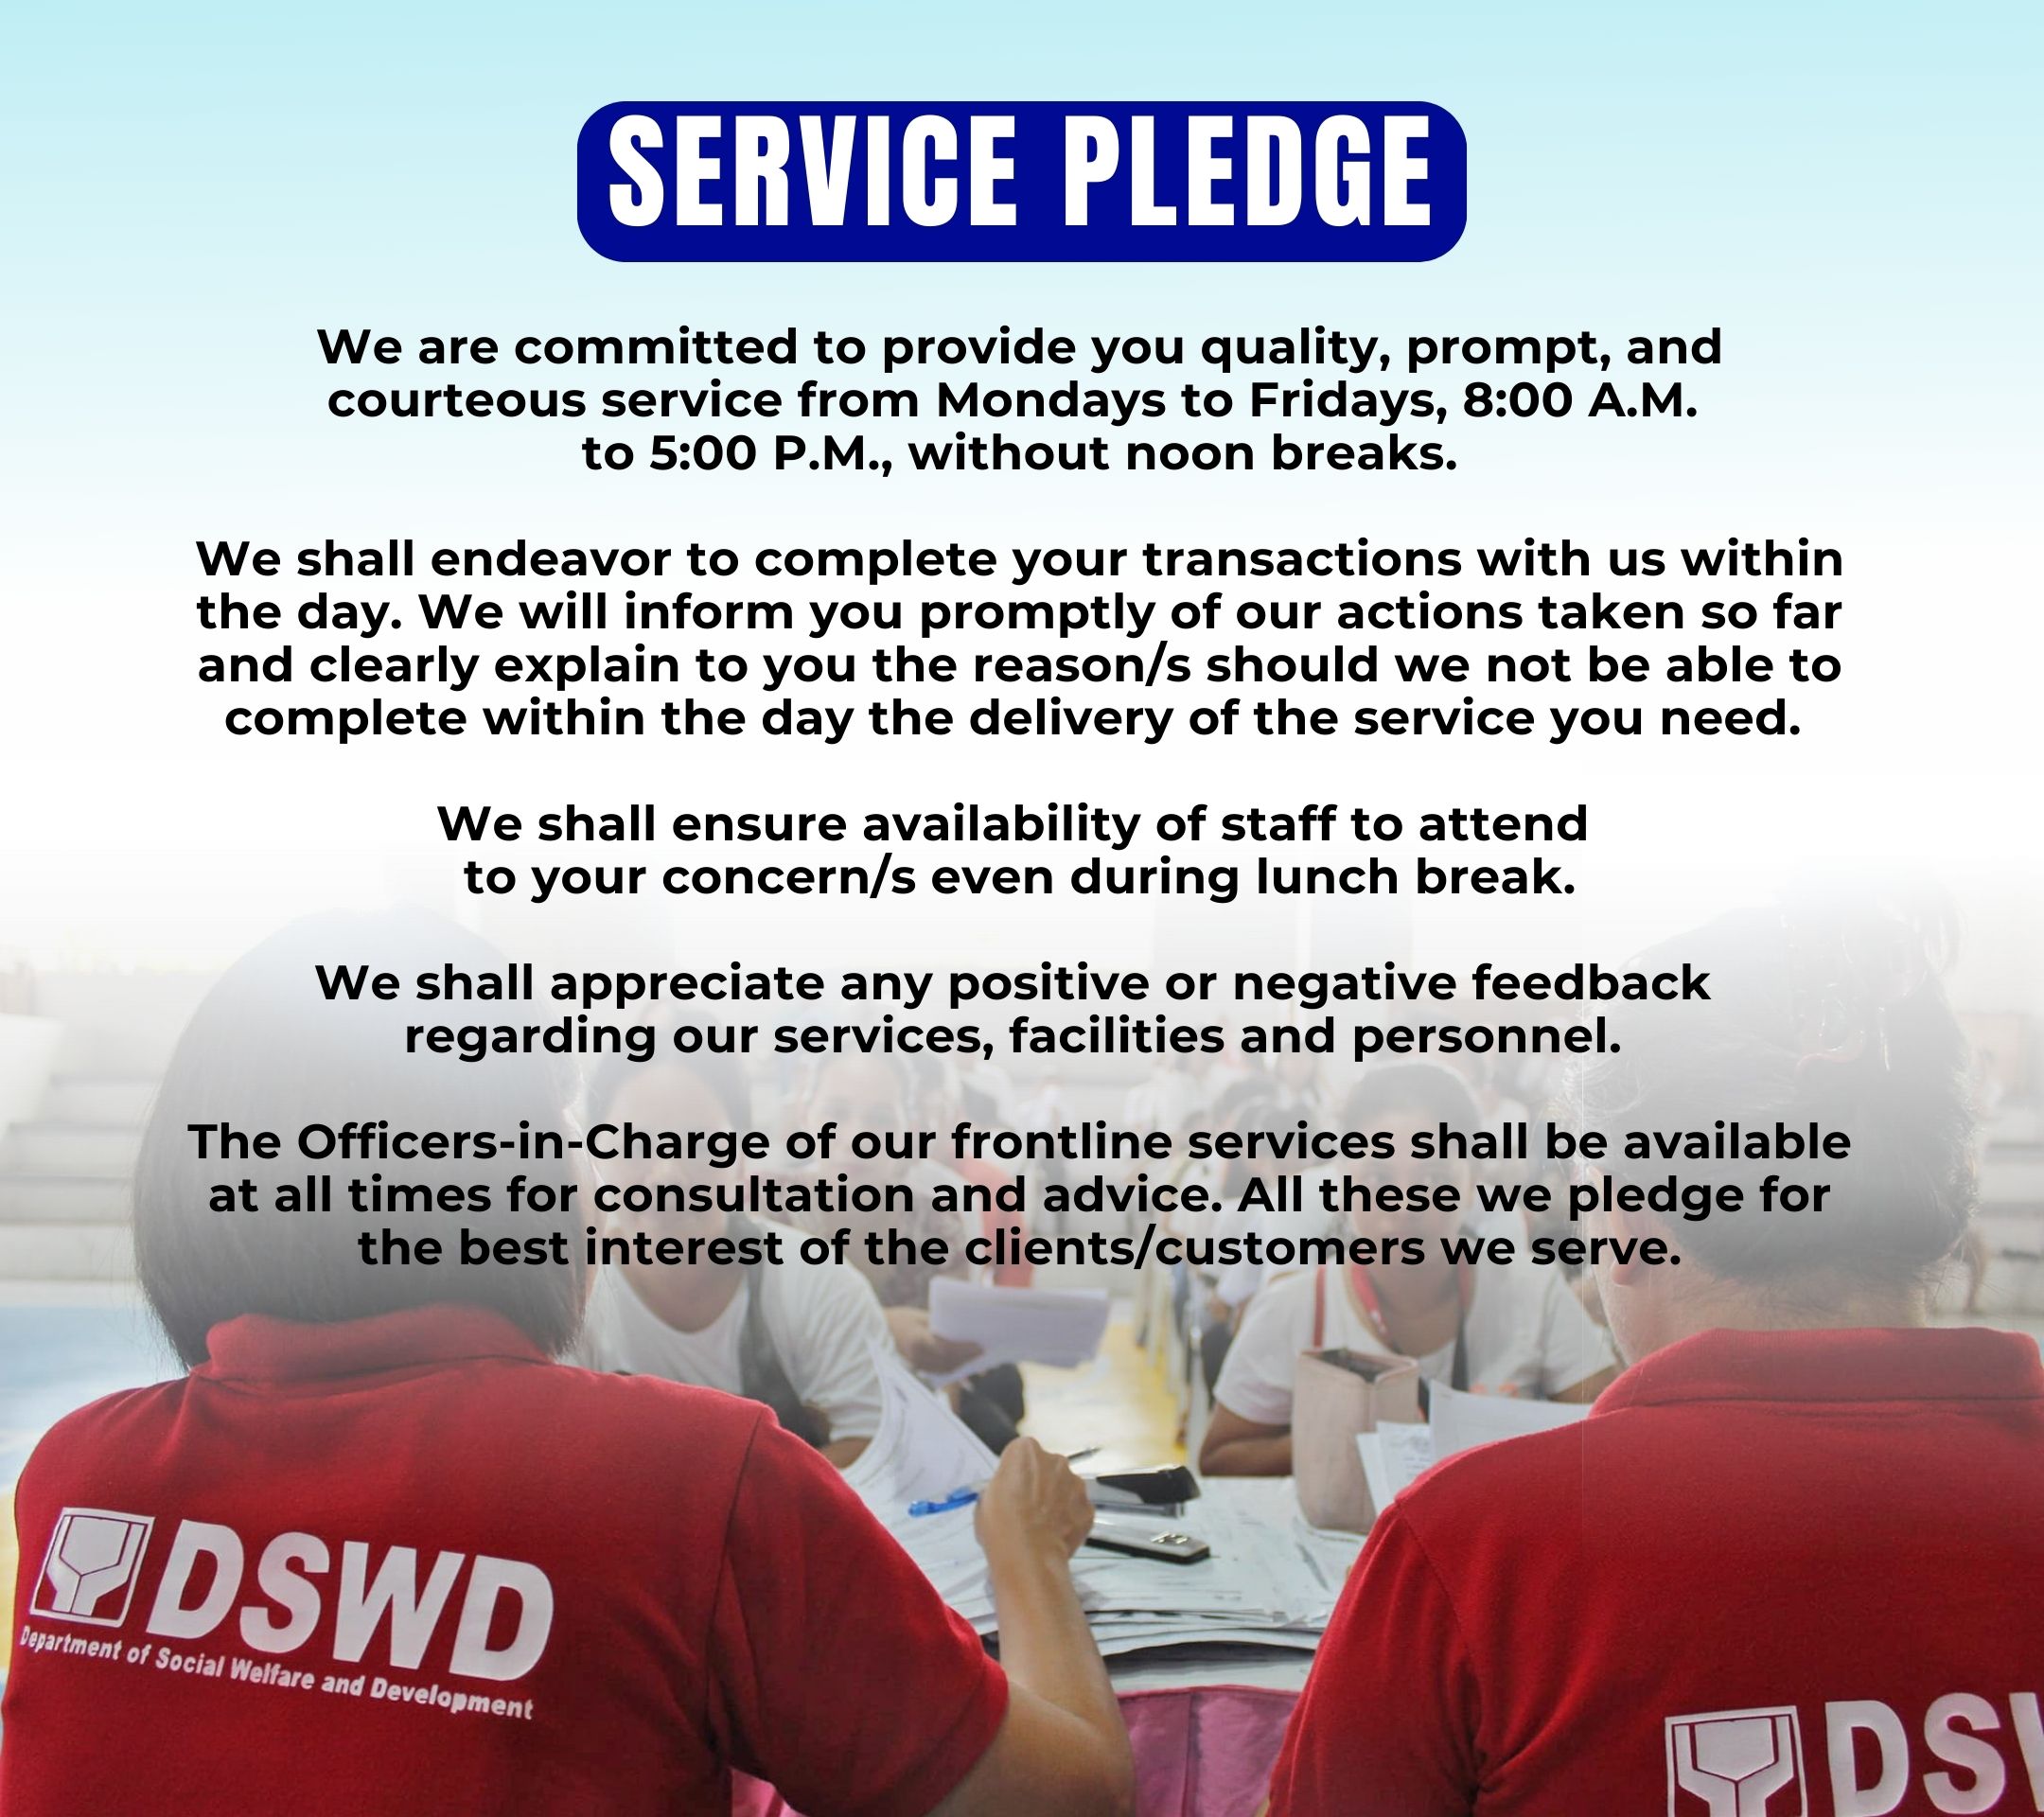 SERVICE PLEDGE
We are committed to provide you quality, prompt, and
courteous service from Mondays to Fridays, 8:00 A.M.
to 5:00 P.M., without noon breaks.
We shall endeavor to complete your transactions with us within
the day. We will inform you promptly of our actions taken so far
and clearly explain to you the reason/s should we not be able to
complete within the day the delivery of the service you need.
We shall ensure availability of staff to attend
to your concern/s even during lunch break.
We shall appreciate any positive or negative feedback
regarding our services, facilities and personnel.
The Officers-in-Charge of our frontline services shall be available
at all times for consultation and advice. All these we pledge for
the best interest of the clients/customers we serve.
DSWD
Department of Social Welfare and Development
DSW